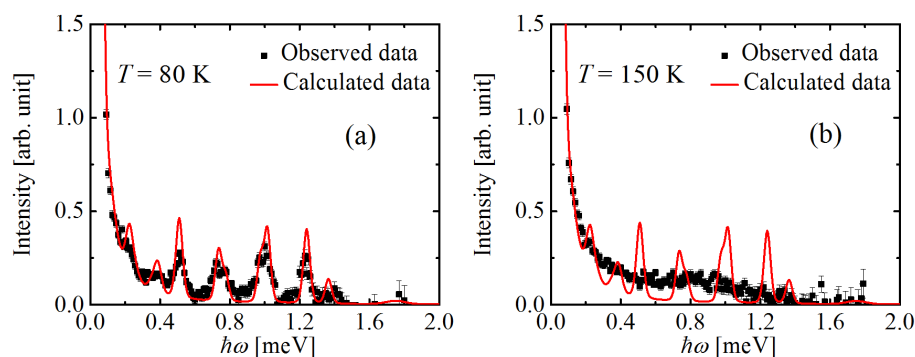 1.5
1.0
0.5
0.0
Intensity [arb. unit]
T = 80 K
Observed data
Calculated data
(a)
0.0 0.4 0.8 1.2 1.6 2.0
ℏω [meV]
1.5
1.0
0.5
0.0
Intensity [arb. unit]
T = 150 K
Observed data
Calculated data
(b)
0.0 0.4 0.8 1.2 1.6 2.0
ℏω [meV]